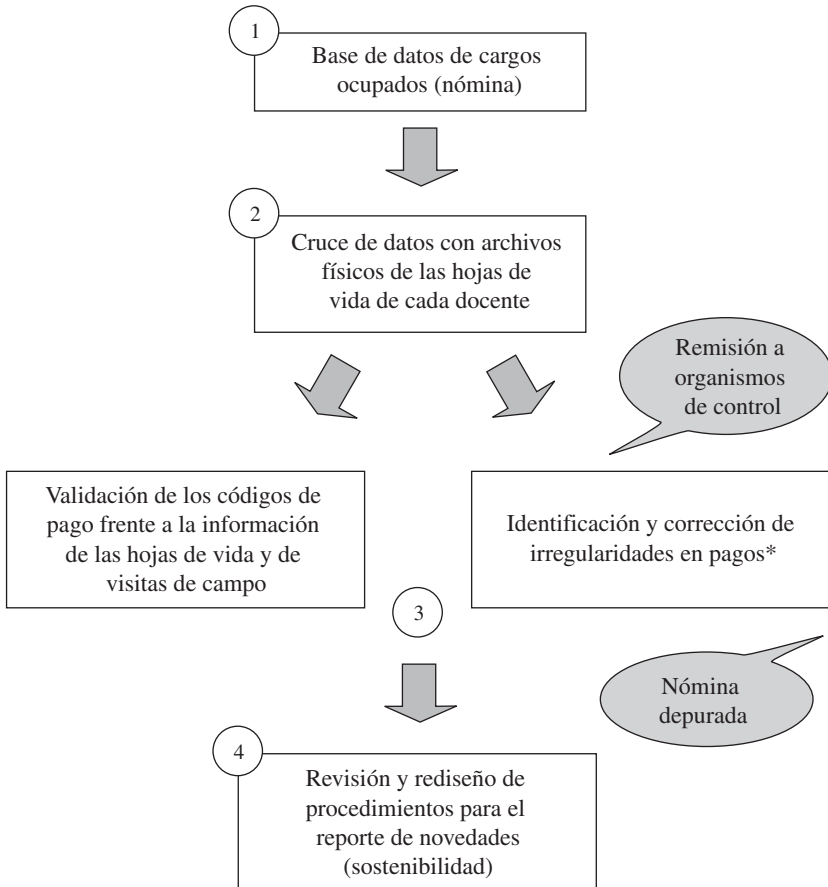 1
Base de datos de cargos
ocupados (nómina)
2
Cruce de datos con archivos
físicos de las hojas de
vida de cada docente
Remisión a
organismos
de control
Validación de los códigos de
pago frente a la información
de las hojas de vida y de
visitas de campo
Identificación y corrección de
irregularidades en pagos*
3
Nómina
depurada
4
Revisión y rediseño de
procedimientos para el
reporte de novedades
(sostenibilidad)